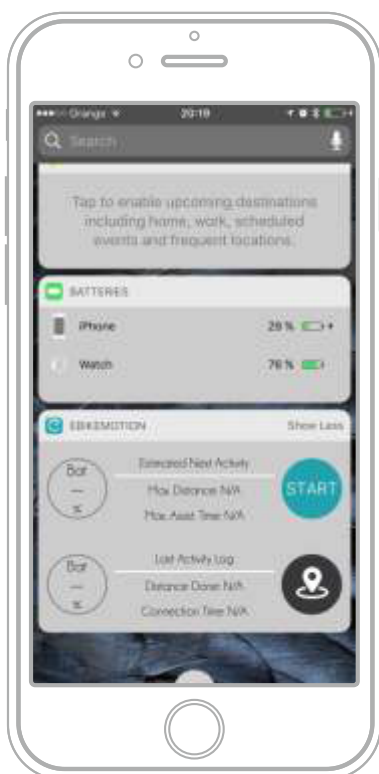 Orange
20:19
Search
Tap to enable upcoming destinations
including home, work, scheduled
events and frequent locations.
BATTERIES
iPhone 28 %
Watch 76 %
EBIKEMOTION Show Less
Bat
--
%
Estimated Next Activity
Max. Distance: N/A
Max. Assist Time: N/A
START
Bat
--
%
Last Activity Log
Distance Done: N/A
Connection Time: N/A